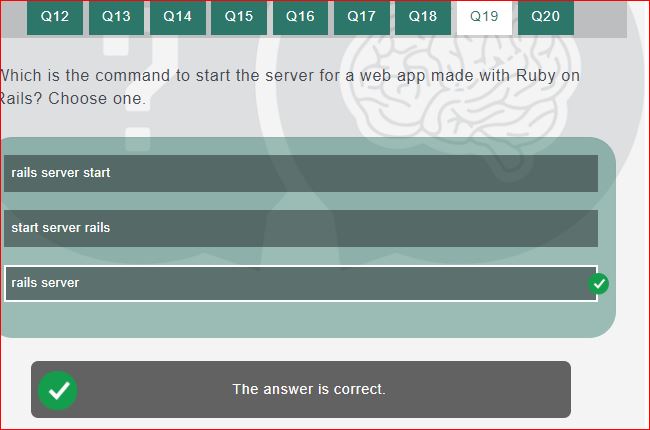 Q12 Q13 Q14 Q15 Q16 Q17 Q18 Q19 Q20
Which is the command to start the server for a web app made with Ruby on
Rails? Choose one.
rails server start
start server rails
rails server
The answer is correct.